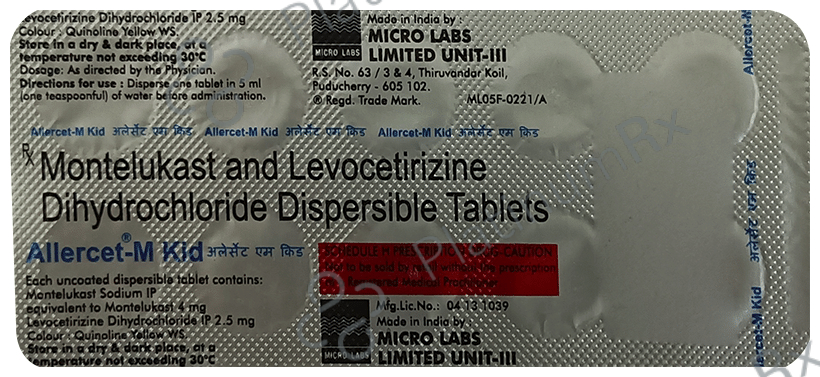 evocetirizine Dihydrochloride IP 2.5 mg
Colour : Quinoline Yellow WS.
Store in a dry & dark place, at a
temperature not exceeding 30°C
Dosage: As directed by the Physician.
Directions for use : Disperse one tablet in 5 ml
(one teaspoonful) of water before administration.
MICRO LABS
Made in India by :
MICRO LABS
LIMITED UNIT-III
R.S. No. 63 / 3 & 4, Thiruvandar Koil,
Puducherry - 605 102.
® Regd. Trade Mark. ML05F-0221/A
Allercet-M Kid अलेर्सेट एम किड Allercet-M Kid अलेर्सेट एम किड Allercet-M Kid अलेर्सेट एम किड
Rx Montelukast and Levocetirizine
Dihydrochloride Dispersible Tablets
Allercet®-M Kid अलेर्सेट एम किड
Each uncoated dispersible tablet contains:
Montelukast Sodium IP
equivalent to Montelukast 4 mg
Levocetirizine Dihydrochloride IP 2.5 mg
Colour : Quinoline Yellow WS
Store in a dry & dark place, at a
temperature not exceeding 30°C
SCHEDULE H PRESCRIPTION DRUG-CAUTION
Not to be sold by retail without the prescription
of a Registered Medical Practitioner
Mfg.Lic.No.: 04 13 1039
MICRO LABS
Made in India by
MICRO LABS
LIMITED UNIT-III
Allercet-M
अलेर्सेट एम किड
lercet-M Kid